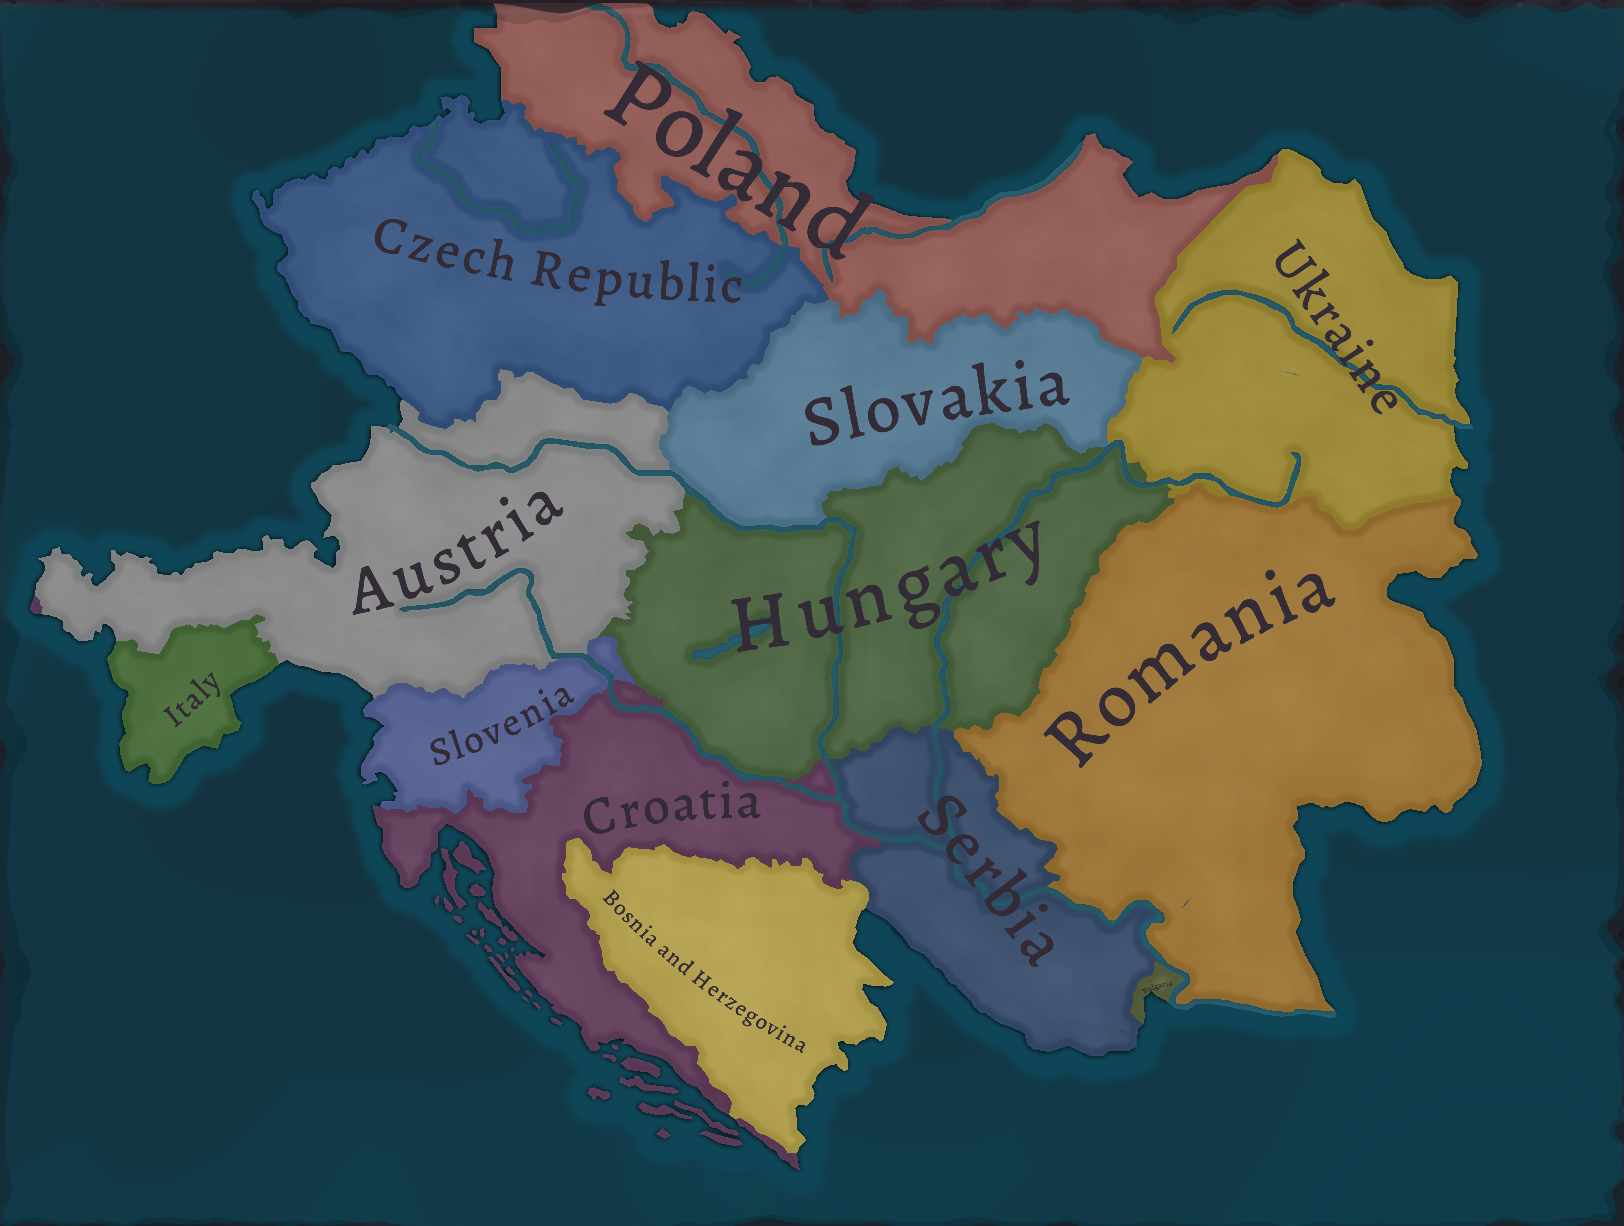 Poland
Czech Republic
Ukraine
Slovakia
Austria
Hungary
Romania
Italy
Slovenia
Croatia
Serbia
Bosnia and Herzegovina
Bulgaria